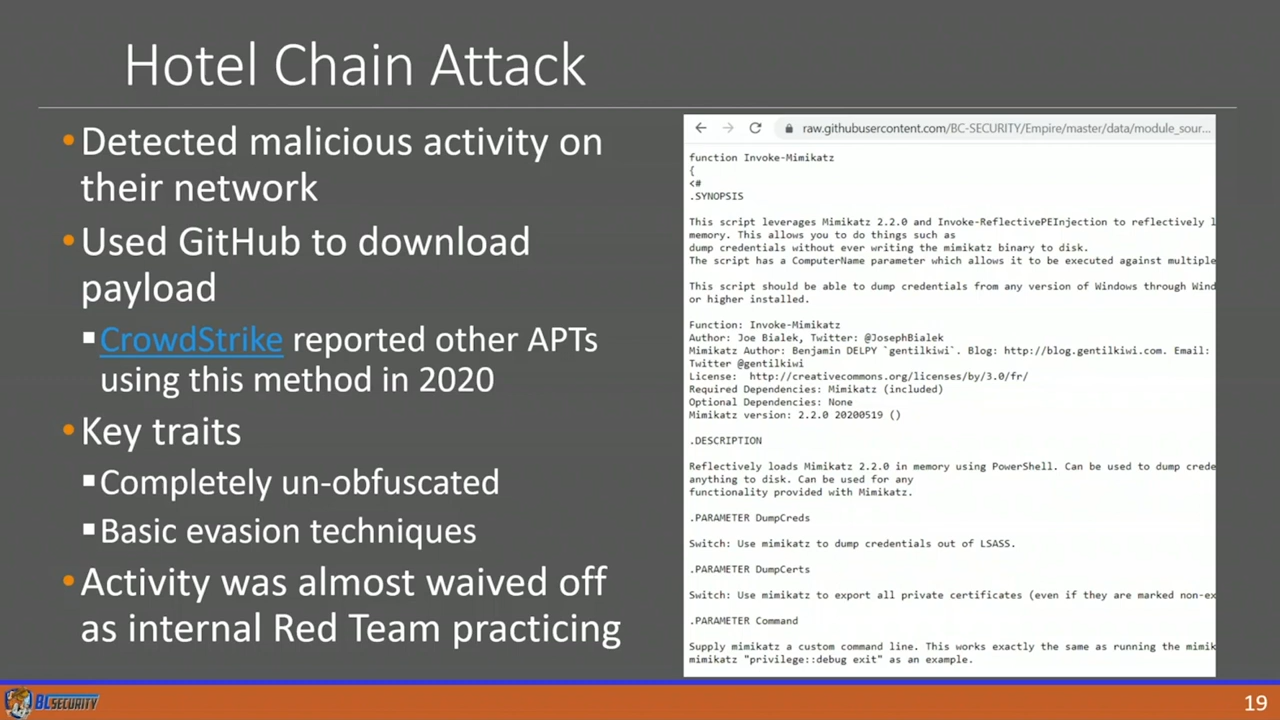 Hotel Chain Attack
•Detected malicious activity on
their network
•Used GitHub to download
payload
▪CrowdStrike reported other APTs
using this method in 2020
•Key traits
▪Completely un-obfuscated
▪Basic evasion techniques
•Activity was almost waived off
as internal Red Team practicing
raw.githubusercontent.com/BC-SECURITY/Empire/master/data/module_sour...
function Invoke-Mimikatz
{
<#
.SYNOPSIS
This script leverages Mimikatz 2.2.0 and Invoke-ReflectivePEInjection to reflectively l
memory. This allows you to do things such as
dump credentials without ever writing the mimikatz binary to disk.
The script has a ComputerName parameter which allows it to be executed against multiple
This script should be able to dump credentials from any version of Windows through Wind
or higher installed.
Function: Invoke-Mimikatz
Author: Joe Bialek, Twitter: @JosephBialek
Mimikatz Author: Benjamin DELPY `gentilkiwi`. Blog: http://blog.gentilkiwi.com. Email:
Twitter @gentilkiwi
License:  http://creativecommons.org/licenses/by/3.0/fr/
Required Dependencies: Mimikatz (included)
Optional Dependencies: None
Mimikatz version: 2.2.0 20200519 ()
.DESCRIPTION
Reflectively loads Mimikatz 2.2.0 in memory using PowerShell. Can be used to dump crede
anything to disk. Can be used for any
functionality provided with Mimikatz.
.PARAMETER DumpCreds
Switch: Use mimikatz to dump credentials out of LSASS.
.PARAMETER DumpCerts
Switch: Use mimikatz to export all private certificates (even if they are marked non-ex
.PARAMETER Command
Supply mimikatz a custom command line. This works exactly the same as running the mimik
mimikatz "privilege::debug exit" as an example.
BC SECURITY
19